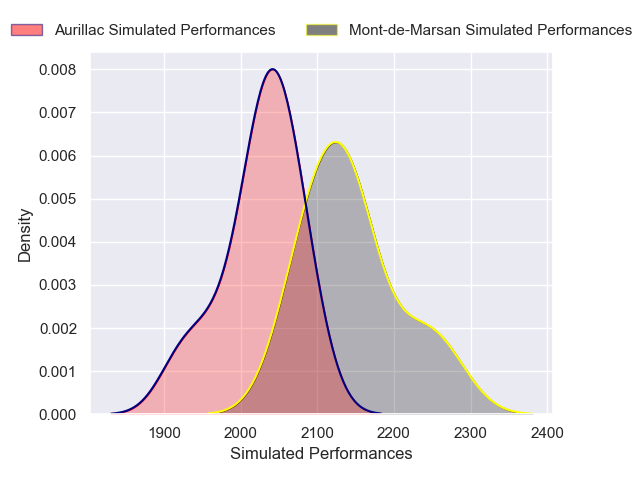 Aurillac Simulated Performances Mont-de-Marsan Simulated Performances
0.008
0.007
0.006
0.005
0.004
0.003
0.002
0.001
0.000
Density
1900 2000 2100 2200 2300 2400
Simulated Performances